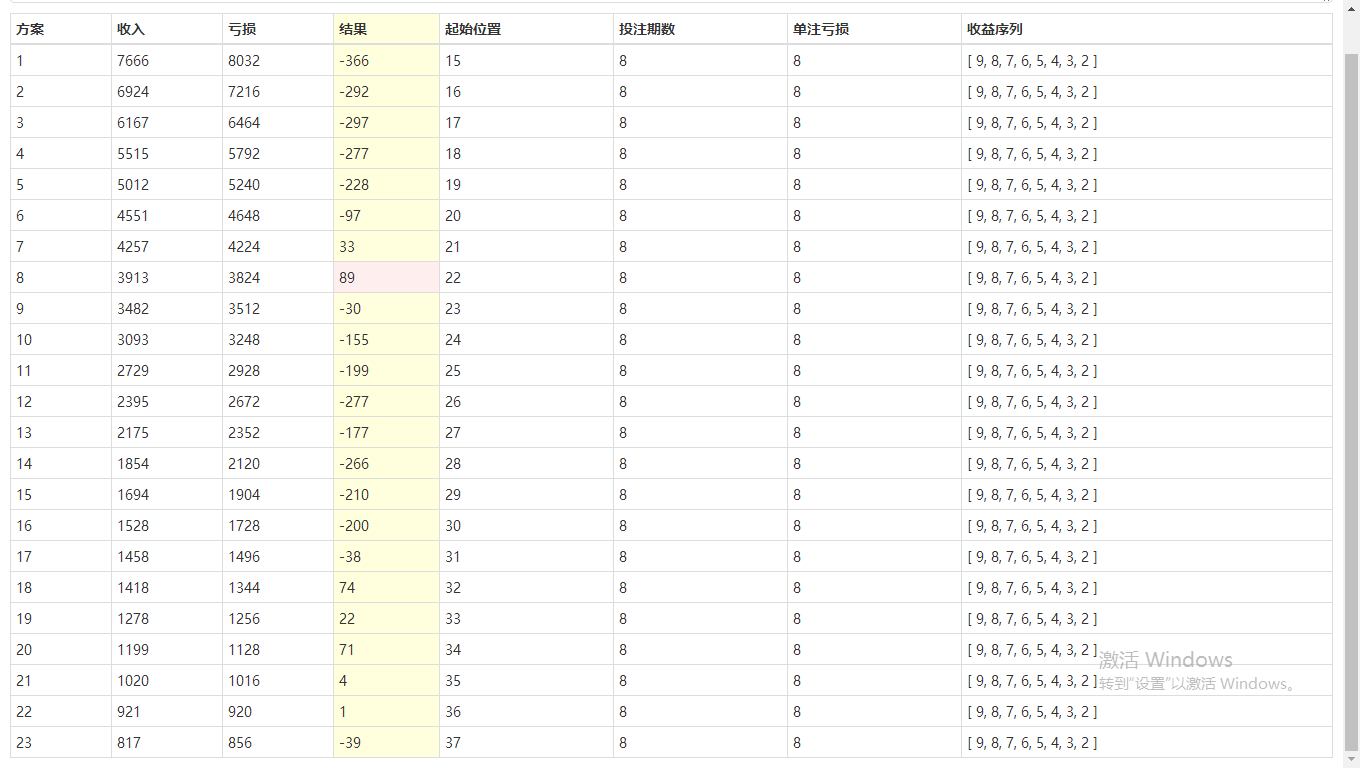 方案 收入 亏损 结果 起始位置 投注期数 单注亏损 收益序列
1 7666 8032 -366 15 8 8 [ 9, 8, 7, 6, 5, 4, 3, 2 ]
2 6924 7216 -292 16 8 8 [ 9, 8, 7, 6, 5, 4, 3, 2 ]
3 6167 6464 -297 17 8 8 [ 9, 8, 7, 6, 5, 4, 3, 2 ]
4 5515 5792 -277 18 8 8 [ 9, 8, 7, 6, 5, 4, 3, 2 ]
5 5012 5240 -228 19 8 8 [ 9, 8, 7, 6, 5, 4, 3, 2 ]
6 4551 4648 -97 20 8 8 [ 9, 8, 7, 6, 5, 4, 3, 2 ]
7 4257 4224 33 21 8 8 [ 9, 8, 7, 6, 5, 4, 3, 2 ]
8 3913 3824 89 22 8 8 [ 9, 8, 7, 6, 5, 4, 3, 2 ]
9 3482 3512 -30 23 8 8 [ 9, 8, 7, 6, 5, 4, 3, 2 ]
10 3093 3248 -155 24 8 8 [ 9, 8, 7, 6, 5, 4, 3, 2 ]
11 2729 2928 -199 25 8 8 [ 9, 8, 7, 6, 5, 4, 3, 2 ]
12 2395 2672 -277 26 8 8 [ 9, 8, 7, 6, 5, 4, 3, 2 ]
13 2175 2352 -177 27 8 8 [ 9, 8, 7, 6, 5, 4, 3, 2 ]
14 1854 2120 -266 28 8 8 [ 9, 8, 7, 6, 5, 4, 3, 2 ]
15 1694 1904 -210 29 8 8 [ 9, 8, 7, 6, 5, 4, 3, 2 ]
16 1528 1728 -200 30 8 8 [ 9, 8, 7, 6, 5, 4, 3, 2 ]
17 1458 1496 -38 31 8 8 [ 9, 8, 7, 6, 5, 4, 3, 2 ]
18 1418 1344 74 32 8 8 [ 9, 8, 7, 6, 5, 4, 3, 2 ]
19 1278 1256 22 33 8 8 [ 9, 8, 7, 6, 5, 4, 3, 2 ]
20 1199 1128 71 34 8 8 [ 9, 8, 7, 6, 5, 4, 3, 2 ]
激活 Windows
21 1020 1016 4 35 8 8 [ 9, 8, 7, 6, 5, 4, 3, 2 ]
转到"设置"以激活 Windows。
22 921 920 1 36 8 8 [ 9, 8, 7, 6, 5, 4, 3, 2 ]
23 817 856 -39 37 8 8 [ 9, 8, 7, 6, 5, 4, 3, 2 ]